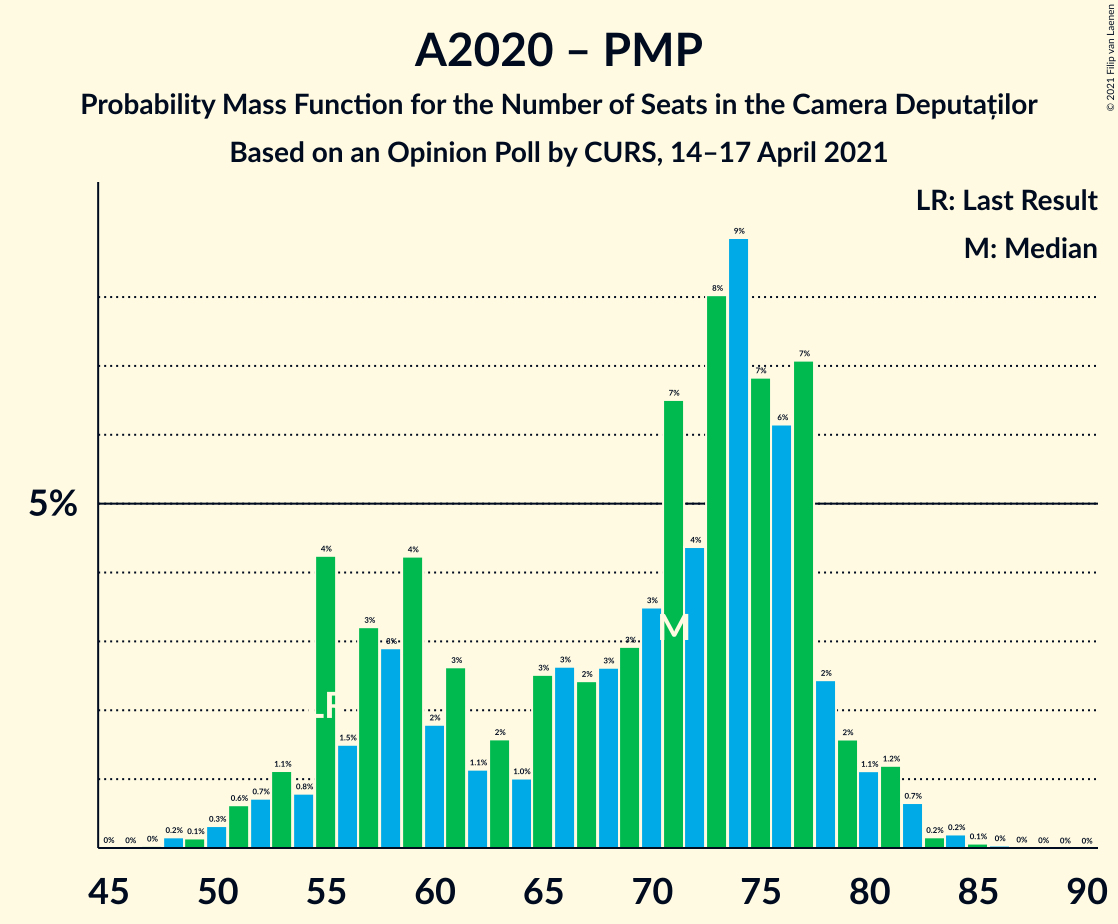 A2020 – PMP
Probability Mass Function for the Number of Seats in the Camera Deputaților
Based on an Opinion Poll by CURS, 14–17 April 2021
© 2021 Filip van Laenen
LR: Last Result
M: Median
5%
0% 0% 0% 0.2% 0.1% 0.3% 0.6% 0.7% 1.1% 0.8% 4% 1.5% 3% 3% 4% 2% 3% 1.1% 2% 1.0% 3% 3% 2% 3% 3% 3% 7% 4% 8% 9% 7% 6% 7% 2% 2% 1.1% 1.2% 0.7% 0.2% 0.2% 0.1% 0% 0% 0% 0% 0%
LR M
45 50 55 60 65 70 75 80 85 90